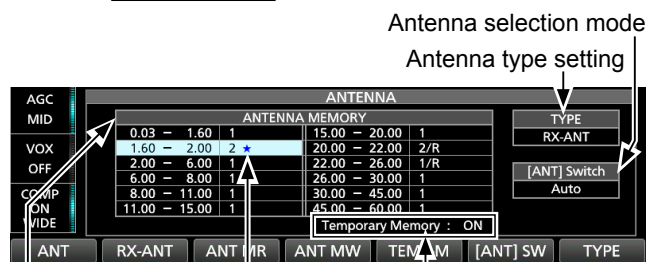 Antenna selection mode
Antenna type setting
AGC
MID
VOX
OFF
COMP
ON
WIDE
ANTENNA
ANTENNA MEMORY
0.03 – 1.60 1
1.60 – 2.00 2 ★
2.00 – 6.00 1
6.00 – 8.00 1
8.00 – 11.00 1
11.00 – 15.00 1
15.00 – 20.00 1
20.00 – 22.00 2/R
22.00 – 26.00 1/R
26.00 – 30.00 1
30.00 – 45.00 1
45.00 – 60.00 1
Temporary Memory : ON
TYPE
RX-ANT
[ANT] Switch
Auto
ANT RX-ANT ANT MR ANT MW [ANT] SW TYPE